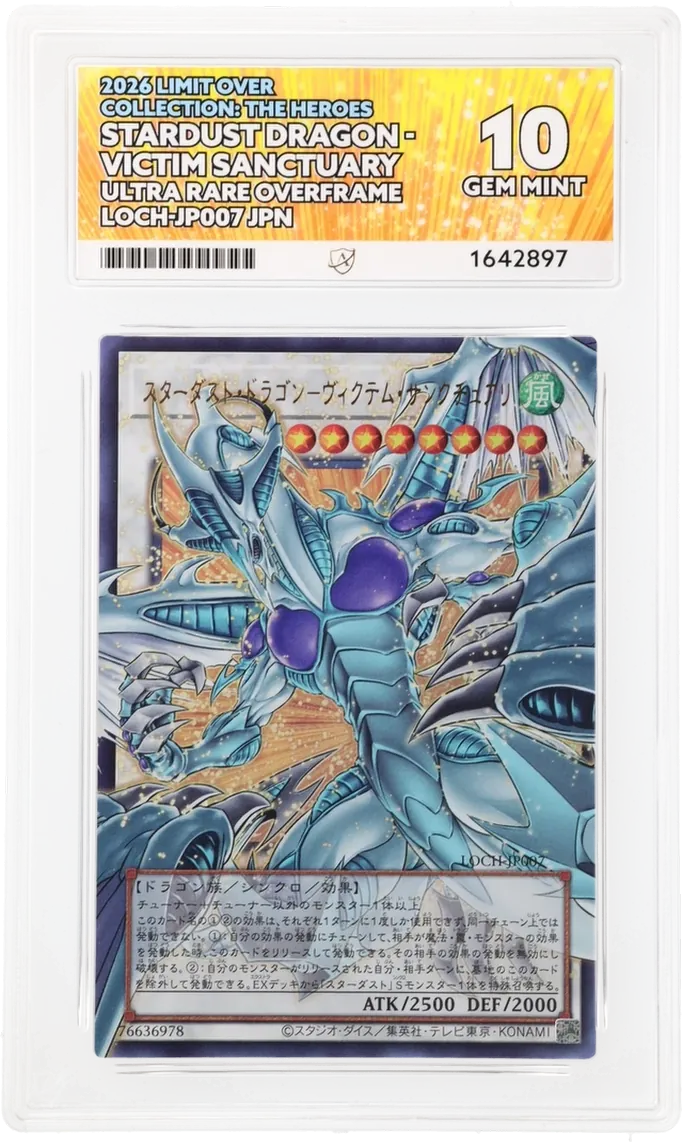 2026 LIMIT OVER
COLLECTION: THE HEROES
STARDUST DRAGON -
VICTIM SANCTUARY
ULTRA RARE OVERFRAME
LOCH-JP007 JPN
10
GEM MINT
1642897
スターダスト・ドラゴン－ヴィクテム・サンクチュアリ
風
LOCH-JP007
【ドラゴン族／シンクロ／効果】
チューナー＋チューナー以外のモンスター1体以上
このカード名の①②の効果は、それぞれ1ターンに1度しか使用できず、同一チェーン上では
発動できない。①：自分の効果の発動にチェーンして、相手が魔法・罠・モンスターの効果
を発動した時、このカードをリリースして発動できる。その相手の効果の発動を無効にし
破壊する。②：自分のモンスターがリリースされた自分・相手ターンに、墓地のこのカード
を除外して発動できる。EXデッキから「スターダスト」Sモンスター1体を特殊召喚する。
ATK/2500 DEF/2000
76636978
©スタジオ・ダイス／集英社・テレビ東京・KONAMI